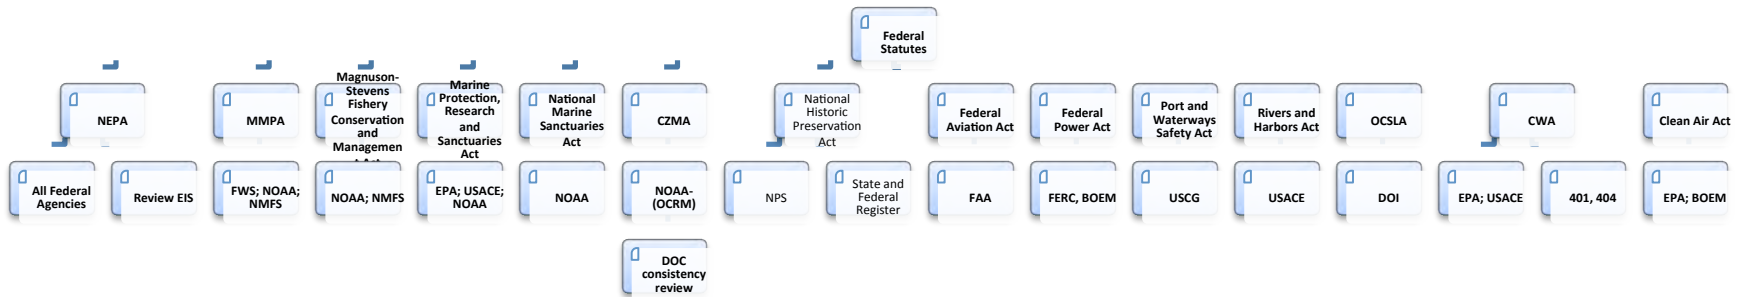 Federal
Statutes
NEPA
MMPA
Magnuson-
Stevens
Fishery
Conservation
and
Managemen
t Act
Marine
Protection,
Research
and
Sanctuaries
Act
National
Marine
Sanctuaries
Act
CZMA
National
Historic
Preservation
Act
Federal
Aviation Act
Federal
Power Act
Port and
Waterways
Safety Act
Rivers and
Harbors Act
OCSLA
CWA
Clean Air Act
All Federal
Agencies
Review EIS
FWS; NOAA;
NMFS
NOAA; NMFS
EPA; USACE;
NOAA
NOAA
NOAA-
(OCRM)
NPS
State and
Federal
Register
FAA
FERC, BOEM
USCG
USACE
DOI
EPA; USACE
401, 404
EPA; BOEM
DOC
consistency
review